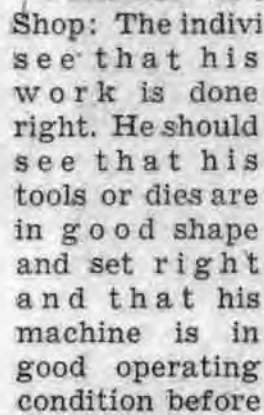 Shop: The indivi
see that his
work is done
right. He should
see that his
tools or dies are
in good shape
and set right
and that his
machine is in
good operating
condition before